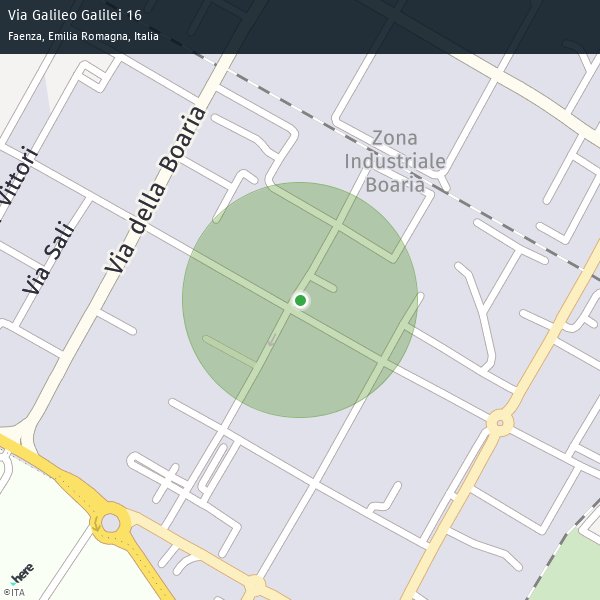 Via Galileo Galilei 16
Faenza, Emilia Romagna, Italia
Zona
Industriale
Boaria
Via della Boaria
Vittori
Via Sali
here
©ITA